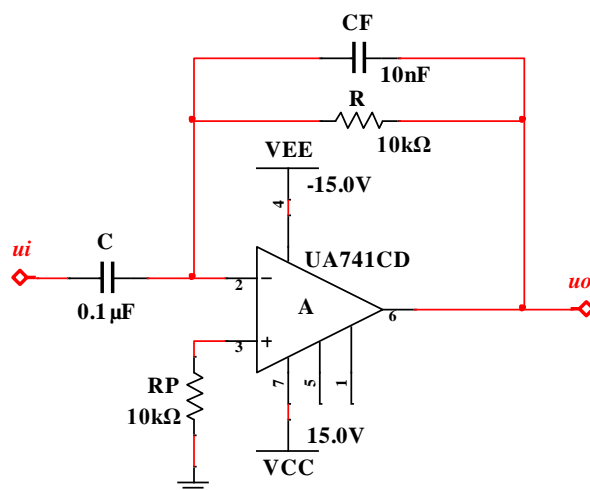 CF
10nF
R
10kΩ
VEE
-15.0V
4
ui
C
UA741CD
uo
2
A
0.1µF
6
3
RP
10kΩ
7
5
1
15.0V
VCC